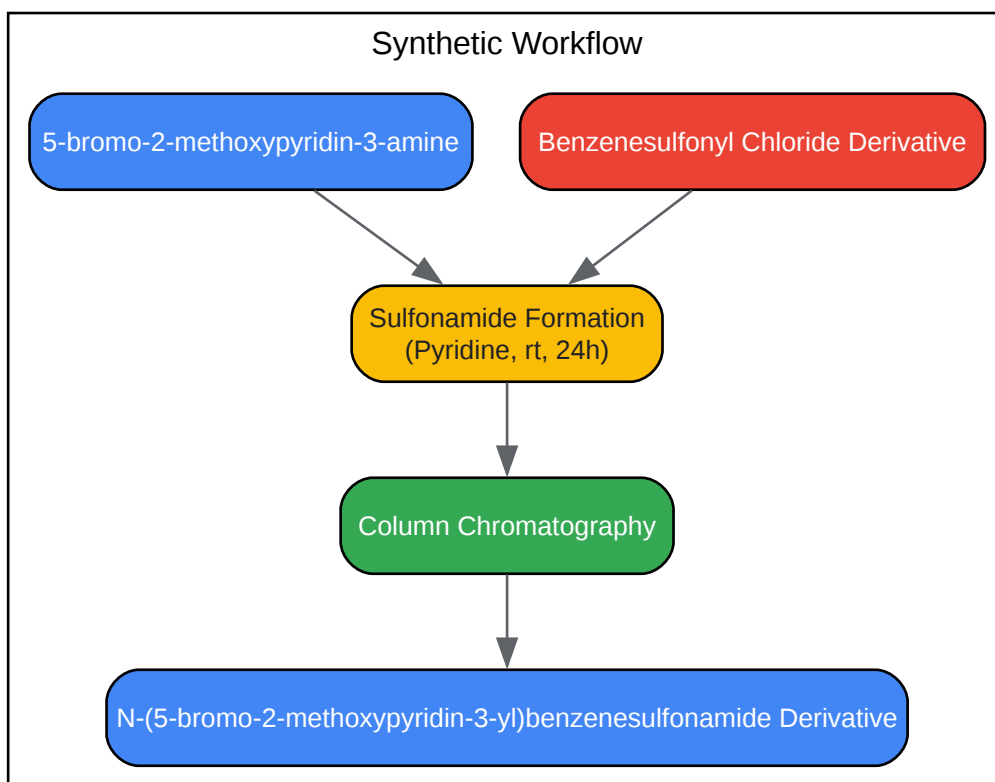 Synthetic Workflow
5-bromo-2-methoxypyridin-3-amine
Benzenesulfonyl Chloride Derivative
Sulfonamide Formation
(Pyridine, rt, 24h)
Column Chromatography
N-(5-bromo-2-methoxypyridin-3-yl)benzenesulfonamide Derivative